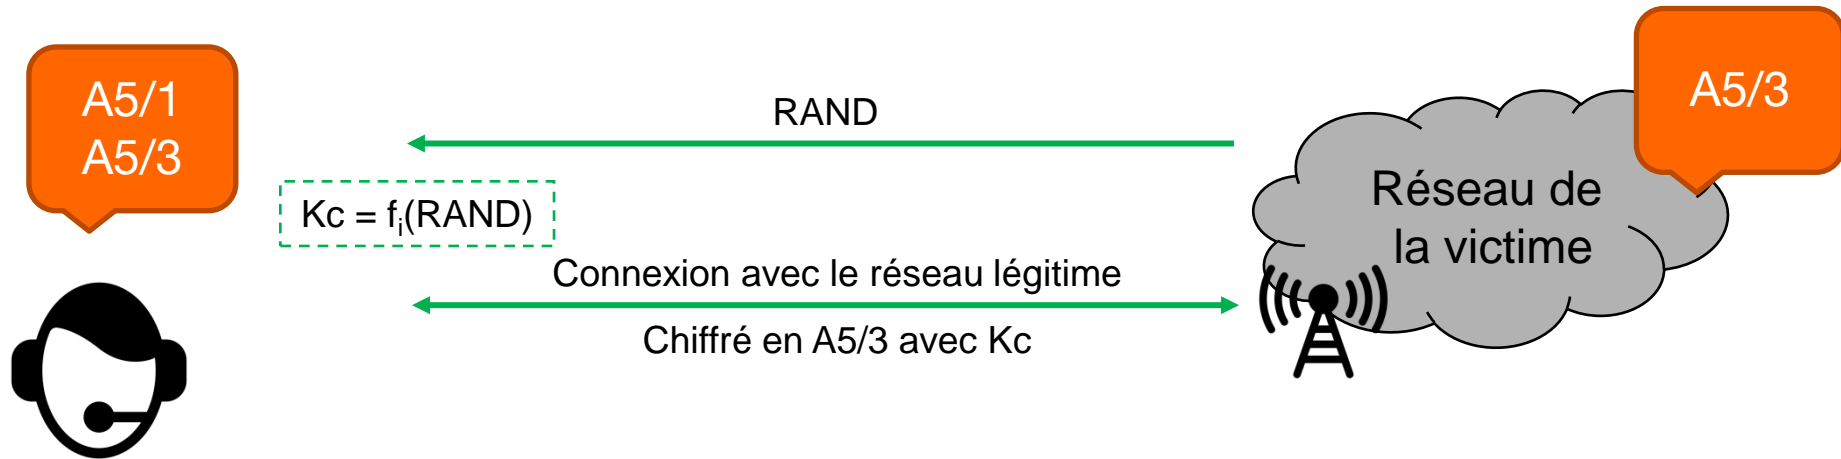 A5/1
A5/3
RAND
A5/3
Kc = fi(RAND)
Réseau de
la victime
Connexion avec le réseau légitime
Chiffré en A5/3 avec Kc